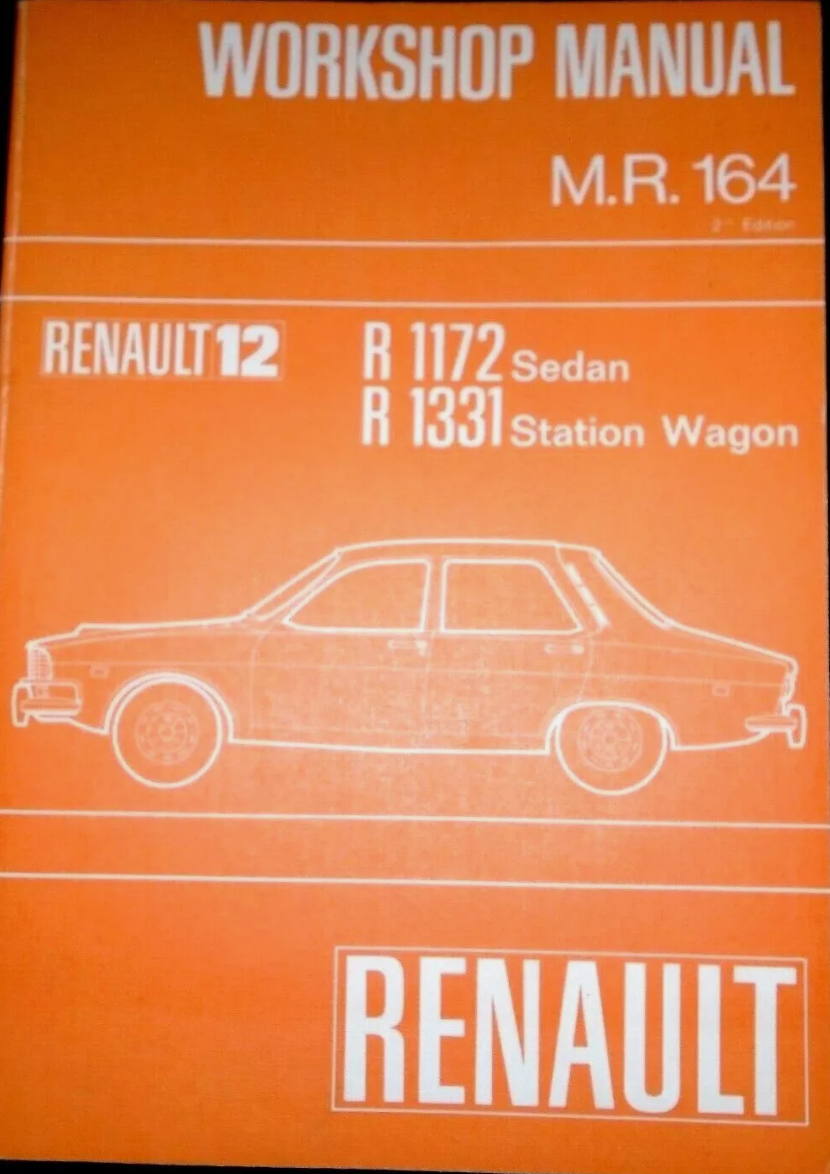 WORKSHOP MANUAL
M.R. 164
2nd Edition
RENAULT 12
R 1172 Sedan
R 1331 Station Wagon
RENAULT